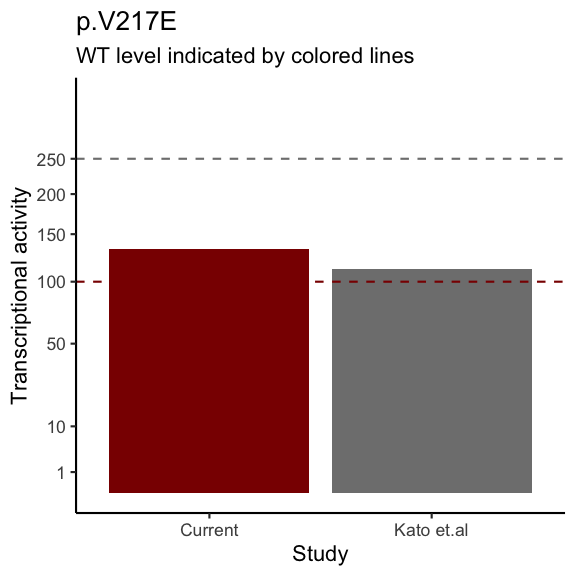 p.V217E
WT level indicated by colored lines
Transcriptional activity
250
200
150
100
50
10
1
Current
Kato et.al
Study